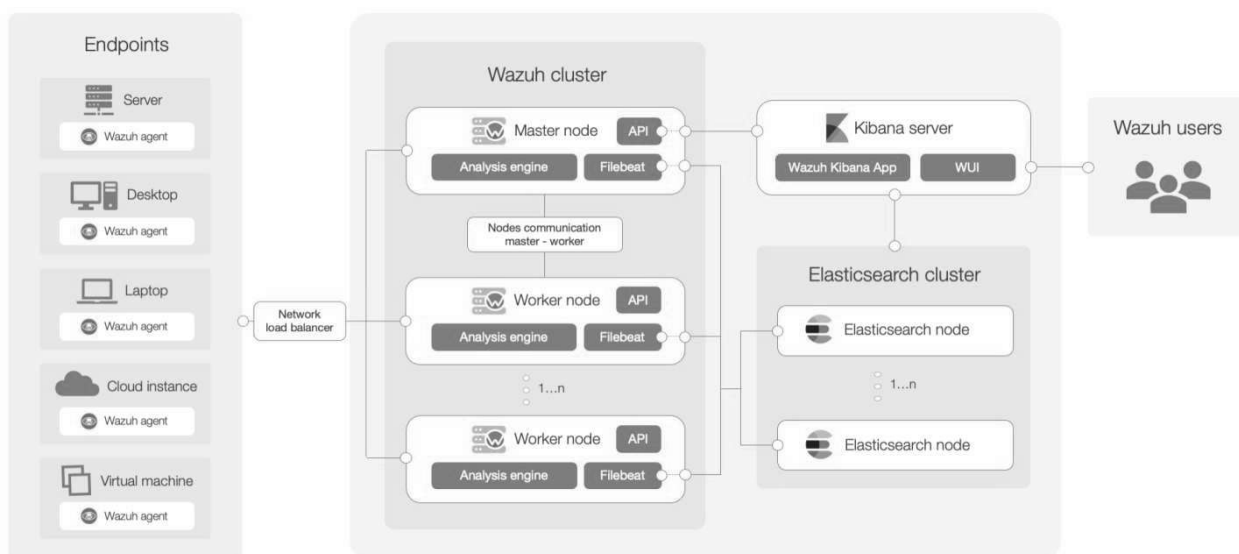 Endpoints
Server
Wazuh agent
Desktop
Wazuh agent
Laptop
Wazuh agent
Cloud instance
Wazuh agent
Virtual machine
Wazuh agent
Network
load balancer
Wazuh cluster
Master node
API
Analysis engine
Filebeat
Nodes communication
master - worker
Worker node
API
Analysis engine
Filebeat
1...n
Worker node
API
Analysis engine
Filebeat
Kibana server
Wazuh Kibana App
WUI
Elasticsearch cluster
Elasticsearch node
1...n
Elasticsearch node
Wazuh users